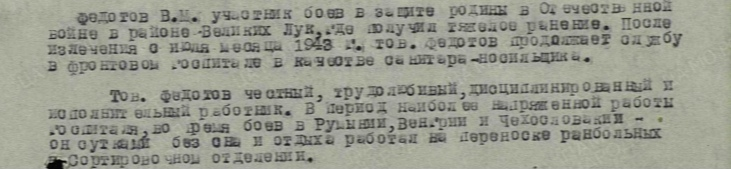 Федотов В.М. участник боев в защите родины в Отечественной
войне в районе Великих Лук, где получил тяжелое ранение. После
излечения с июля месяца 1943 г. тов. Федотов продолжает службу
в фронтовом госпитале в качестве санитара-носильщика.
Тов. Федотов честный, трудолюбивый, дисциплинированный и
исполнительный работник. В период наиболее напряженной работы
госпиталя, во время боев в Румынии, Венгрии и Чехословакии -
он сутками без сна и отдыха работал на переноске ранбольных
в Сортировочном отделении.